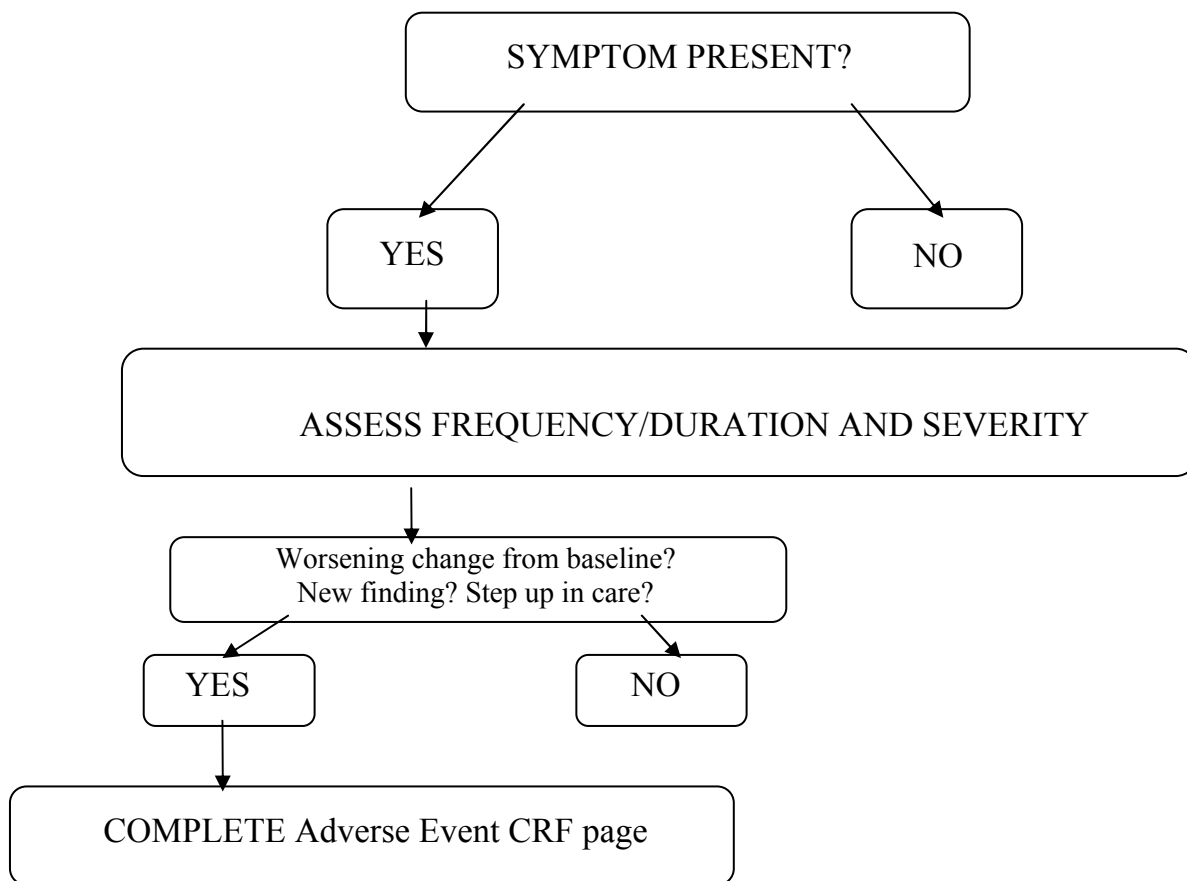 SYMPTOM PRESENT?
YES
NO
ASSESS FREQUENCY/DURATION AND SEVERITY
Worsening change from baseline?
New finding? Step up in care?
YES
NO
COMPLETE Adverse Event CRF page